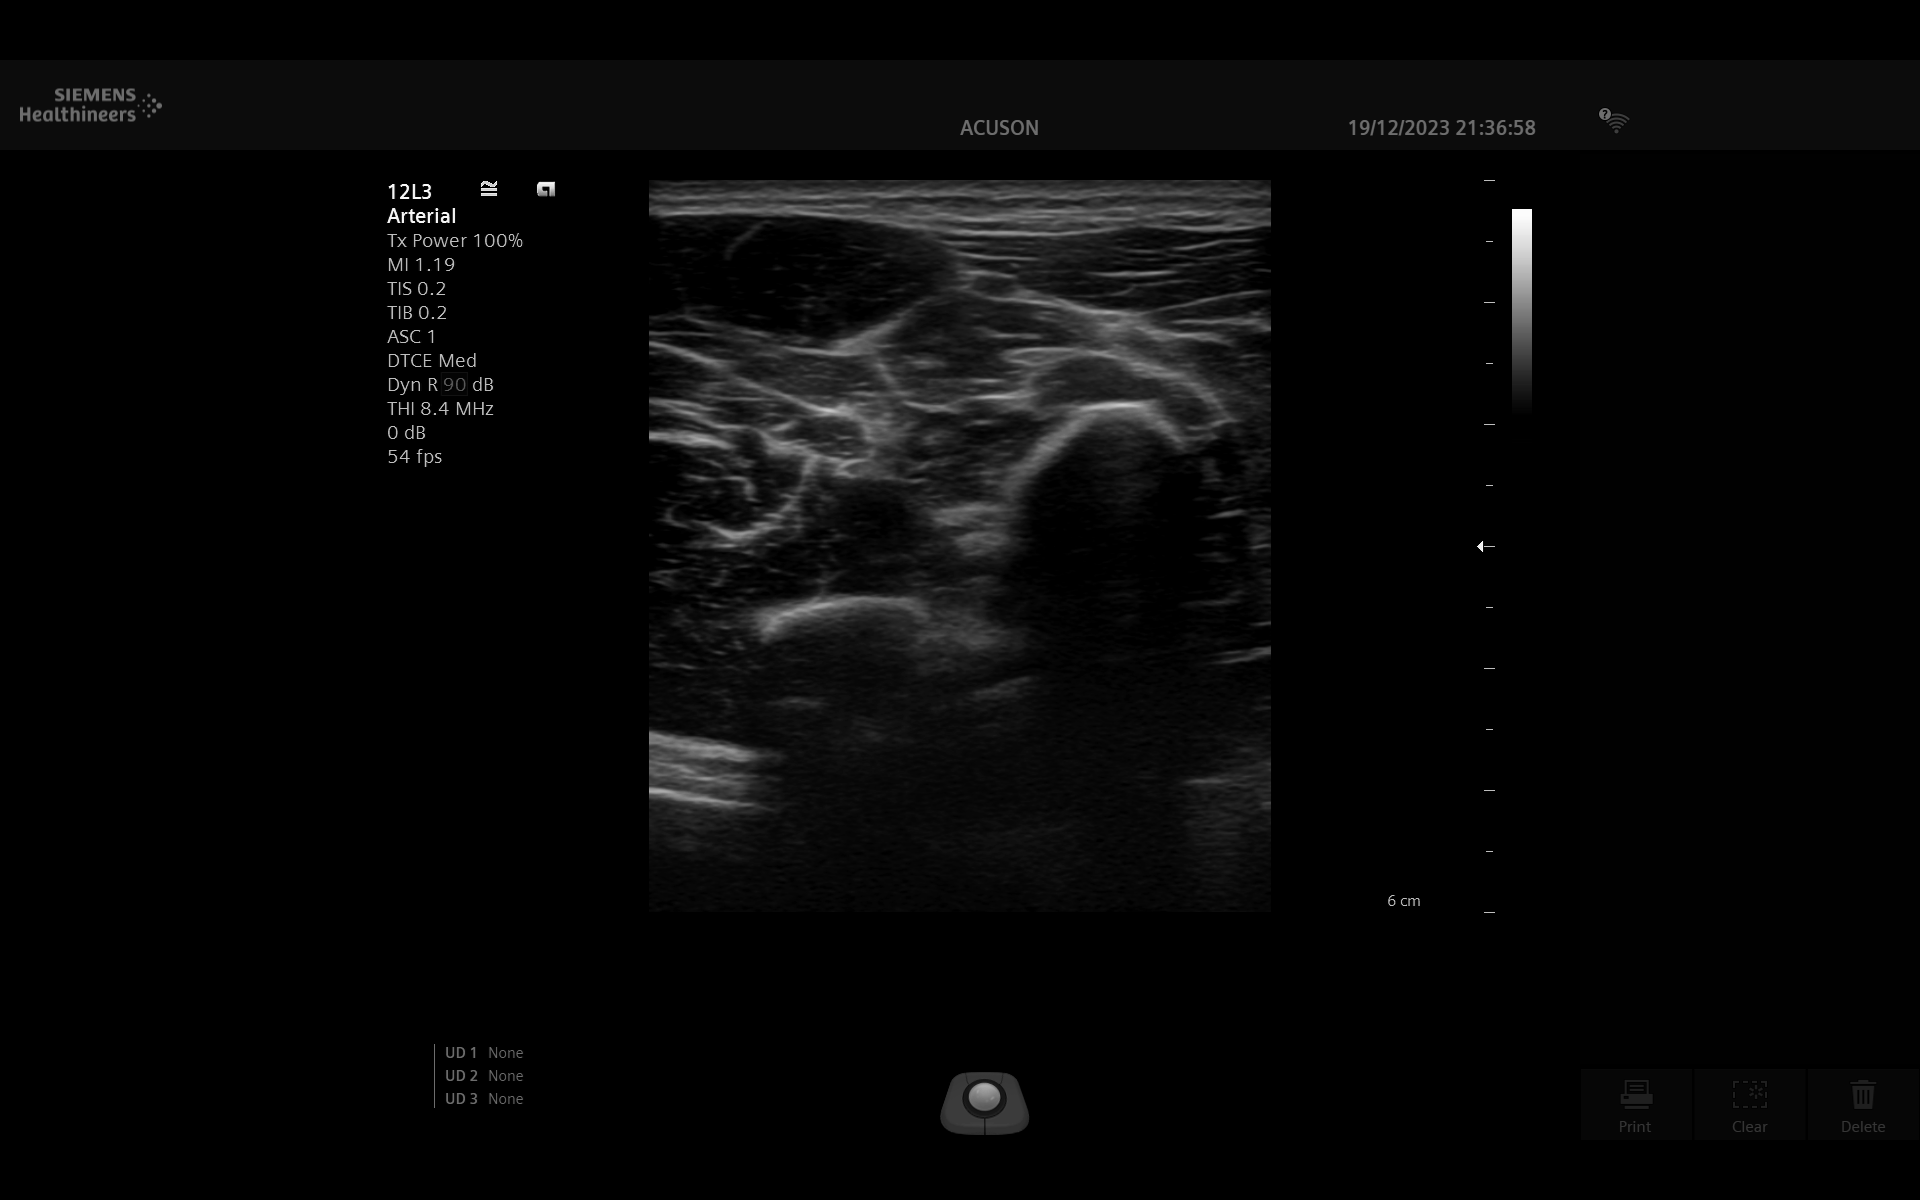 SIEMENS
Healthineers
ACUSON
19/12/2023 21:36:58
12L3
Arterial
Tx Power 100%
MI 1.19
TIS 0.2
TIB 0.2
ASC 1
DTCE Med
Dyn R 90 dB
THI 8.4 MHz
0 dB
54 fps
6 cm
UD 1 None
UD 2 None
UD 3 None
Print
Clear
Delete